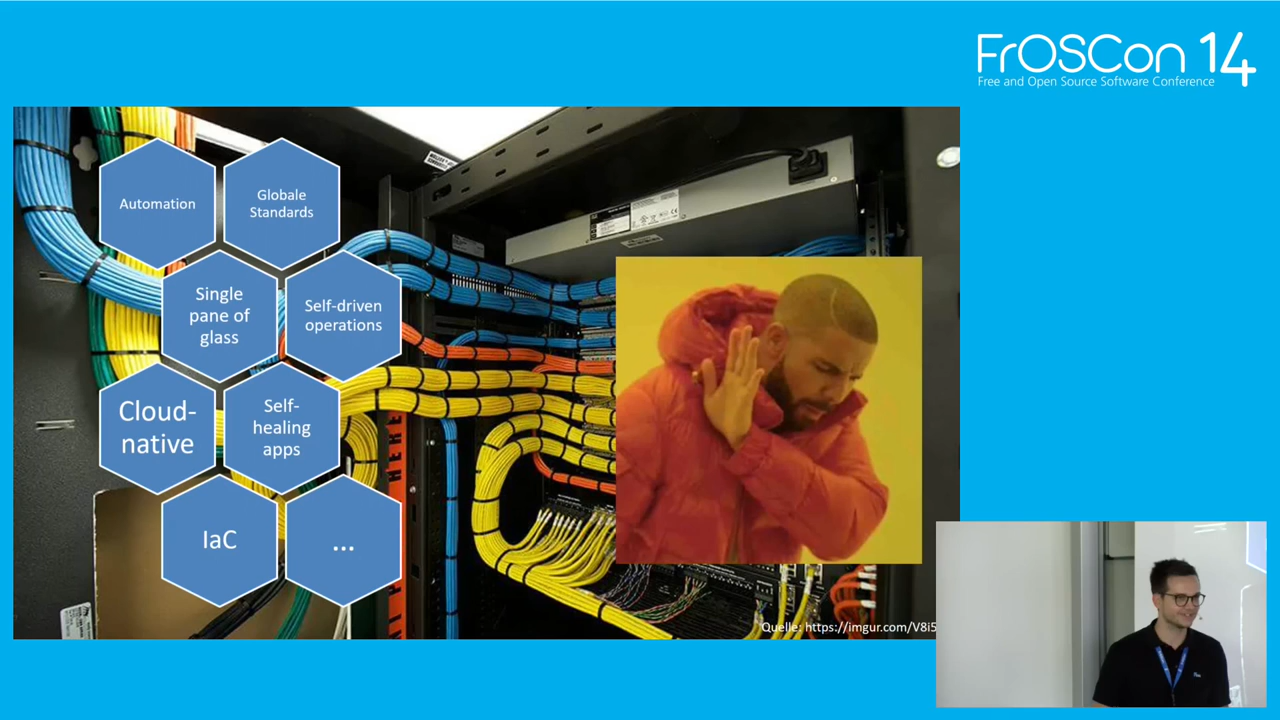 FrOSCon 14
Free and Open Source Software Conference
Automation
Globale
Standards
Single
pane of
glass
Self-driven
operations
Cloud-
native
Self-
healing
apps
IaC
...
Quelle: https://imgur.com/V8i5